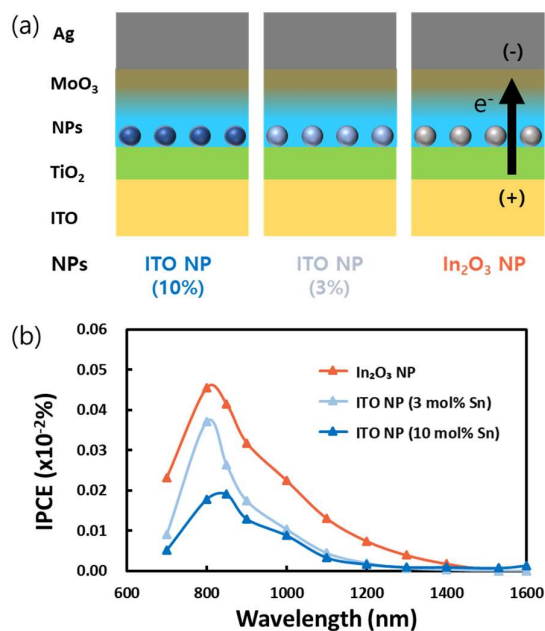 (a)
Ag
MoO₃
NPs
TiO₂
ITO
(-)
e⁻
(+)
NPs
ITO NP
(10%)
ITO NP
(3%)
In₂O₃ NP
(b)
IPCE (x10⁻²%)
0.06
0.05
0.04
0.03
0.02
0.01
0.00
In₂O₃ NP
ITO NP (3 mol% Sn)
ITO NP (10 mol% Sn)
600 800 1000 1200 1400 1600
Wavelength (nm)